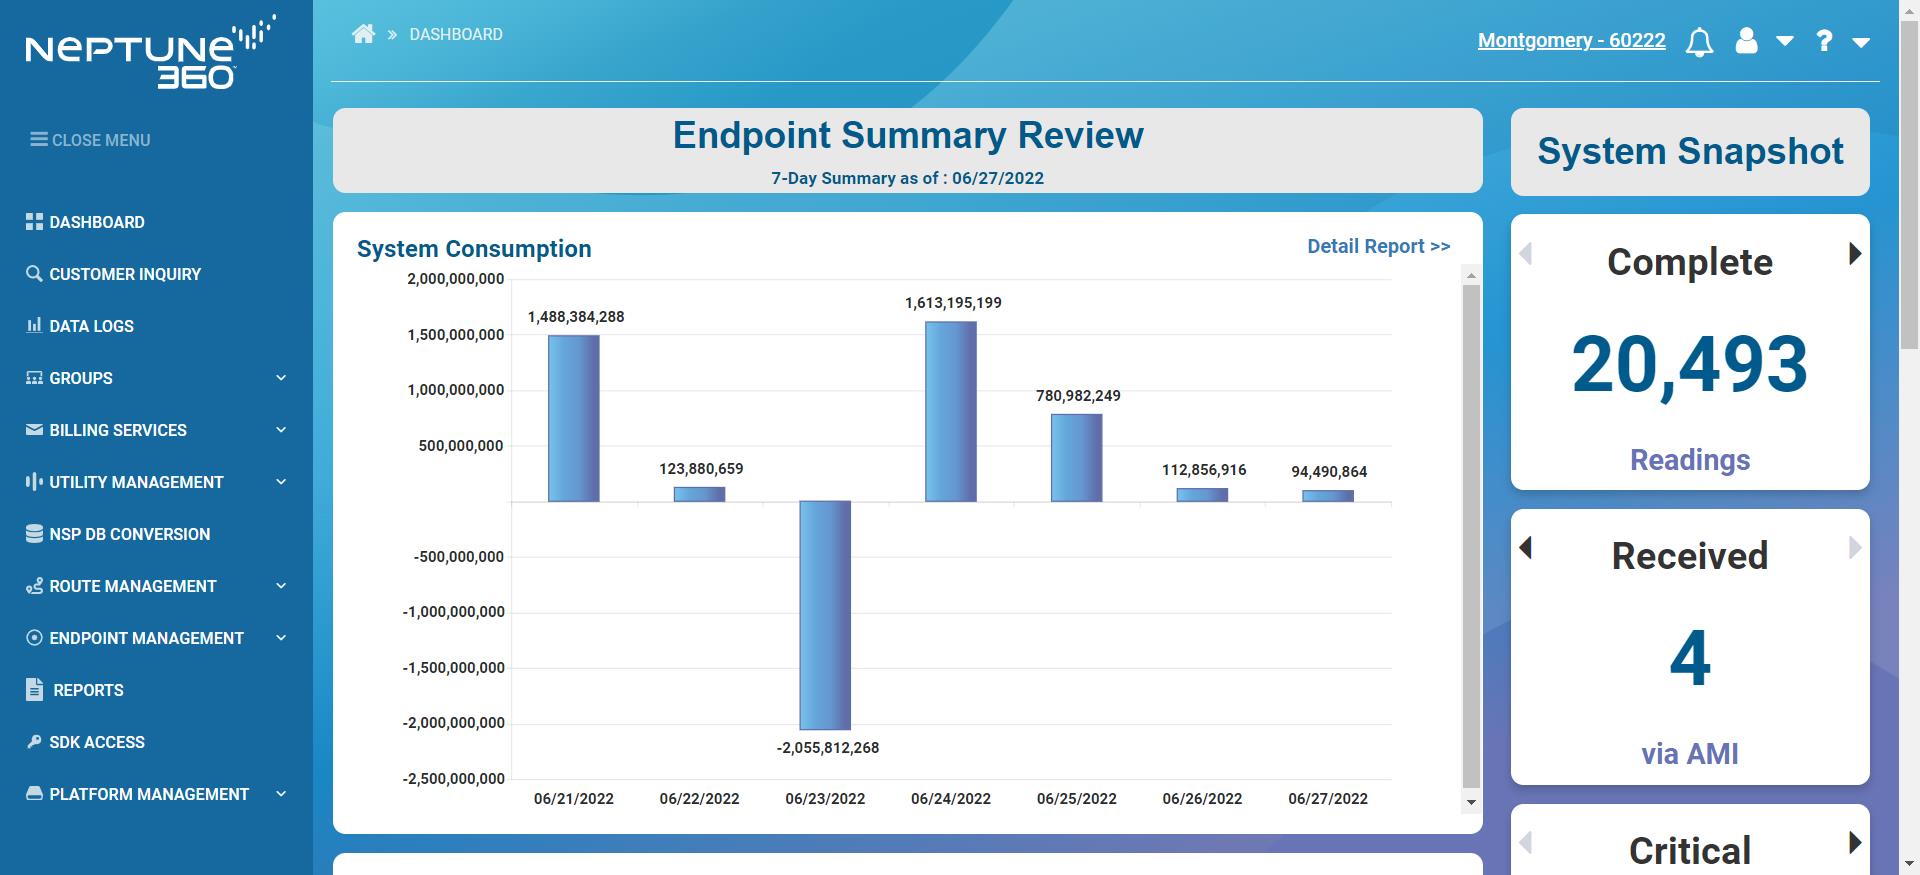 NEPTUNE
360™
CLOSE MENU
DASHBOARD
CUSTOMER INQUIRY
DATA LOGS
GROUPS
BILLING SERVICES
UTILITY MANAGEMENT
NSP DB CONVERSION
ROUTE MANAGEMENT
ENDPOINT MANAGEMENT
REPORTS
SDK ACCESS
PLATFORM MANAGEMENT
» DASHBOARD
Montgomery - 60222
?
Endpoint Summary Review
7-Day Summary as of : 06/27/2022
System Consumption
Detail Report >>
2,000,000,000
1,500,000,000
1,000,000,000
500,000,000
-500,000,000
-1,000,000,000
-1,500,000,000
-2,000,000,000
-2,500,000,000
1,488,384,288
123,880,659
-2,055,812,268
1,613,195,199
780,982,249
112,856,916
94,490,864
06/21/2022
06/22/2022
06/23/2022
06/24/2022
06/25/2022
06/26/2022
06/27/2022
System Snapshot
Complete
20,493
Readings
Received
4
via AMI
Critical